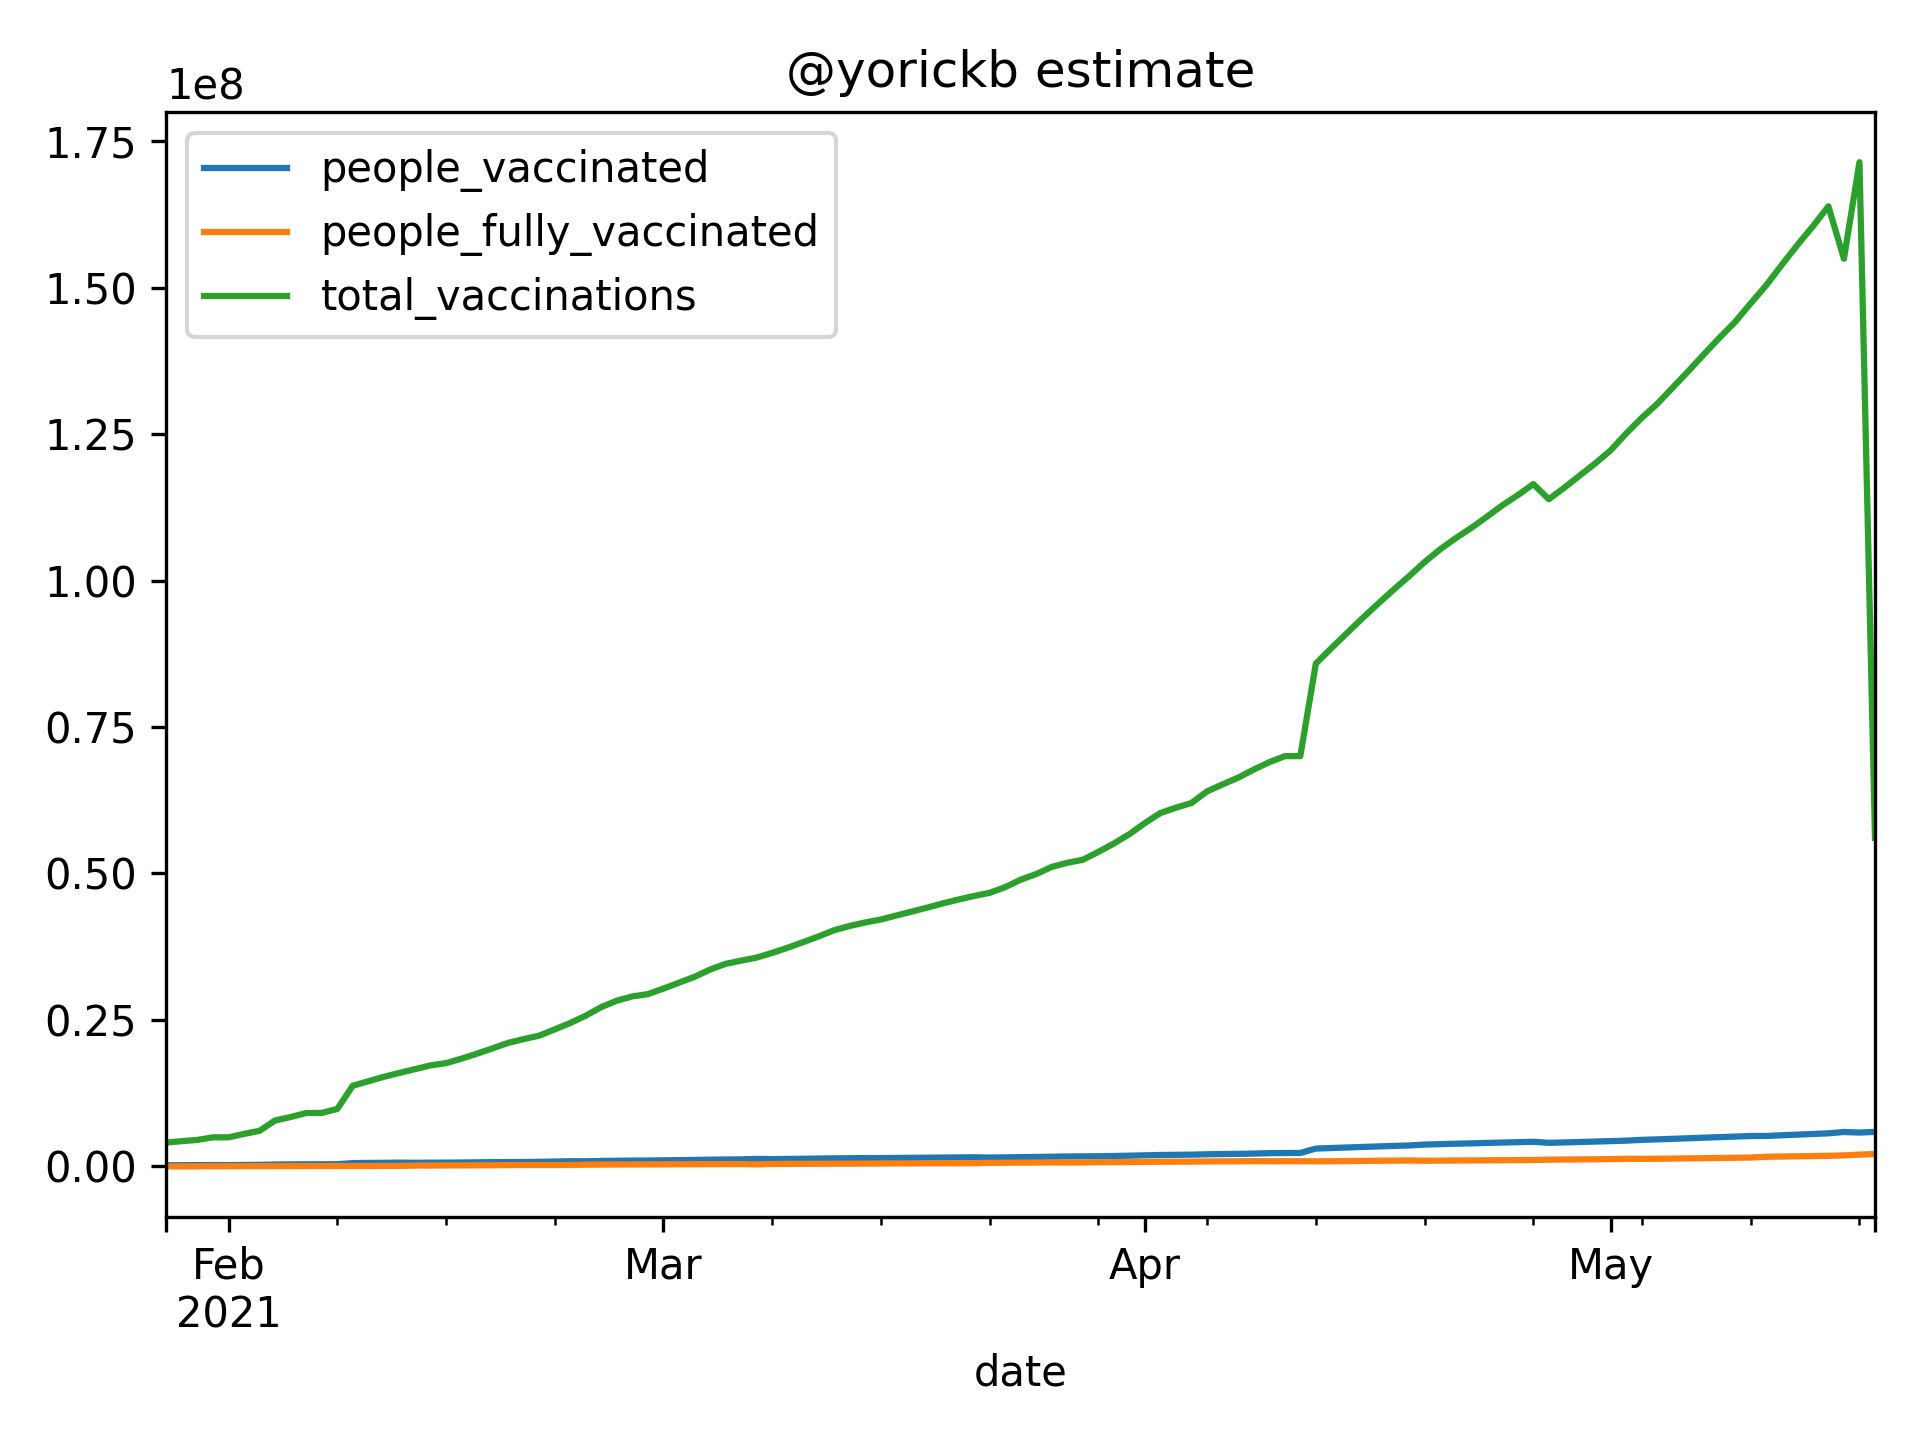 @yorickb estimate
1e8
people_vaccinated
people_fully_vaccinated
total_vaccinations
1.75
1.50
1.25
1.00
0.75
0.50
0.25
0.00
Feb Mar Apr May
2021
date